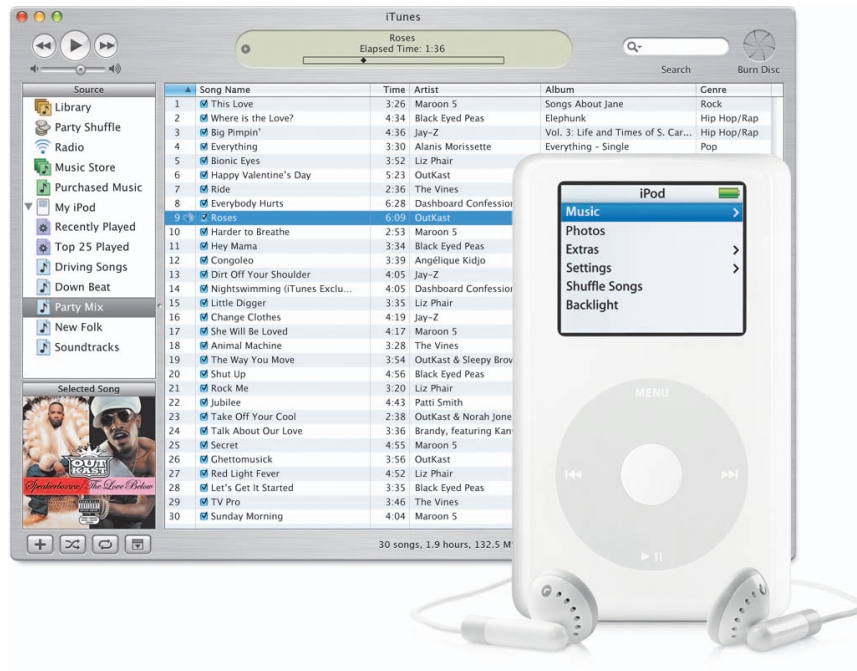 iTunes
Roses
Elapsed Time: 1:36
Search
Burn Disc
Source
Library
Party Shuffle
Radio
Music Store
Purchased Music
My iPod
Recently Played
Top 25 Played
Driving Songs
Down Beat
Party Mix
New Folk
Soundtracks
Selected Song
OUTKAST
Speakerboxxx/The Love Below
Song Name Time Artist Album Genre
1 This Love 3:26 Maroon 5 Songs About Jane Rock
2 Where is the Love? 4:34 Black Eyed Peas Elephunk Hip Hop/Rap
3 Big Pimpin' 4:36 Jay-Z Vol. 3: Life and Times of S. Car... Hip Hop/Rap
4 Everything 3:30 Alanis Morissette Everything – Single Pop
5 Bionic Eyes 3:52 Liz Phair
6 Happy Valentine's Day 5:23 OutKast
7 Ride 2:36 The Vines
8 Everybody Hurts 6:28 Dashboard Confession
9 Roses 6:09 OutKast
10 Harder to Breathe 2:53 Maroon 5
11 Hey Mama 3:34 Black Eyed Peas
12 Congoleo 3:39 Angélique Kidjo
13 Dirt Off Your Shoulder 4:05 Jay-Z
14 Nightswimming (iTunes Exclu... 4:05 Dashboard Confession
15 Little Digger 3:35 Liz Phair
16 Change Clothes 4:19 Jay-Z
17 She Will Be Loved 4:17 Maroon 5
18 Animal Machine 3:28 The Vines
19 The Way You Move 3:54 OutKast & Sleepy Brow
20 Shut Up 4:56 Black Eyed Peas
21 Rock Me 3:20 Liz Phair
22 Jubilee 4:43 Patti Smith
23 Take Off Your Cool 2:38 OutKast & Norah Jone
24 Talk About Our Love 3:36 Brandy, featuring Kan
25 Secret 4:55 Maroon 5
26 Ghettomusick 3:56 OutKast
27 Red Light Fever 4:52 Liz Phair
28 Let's Get It Started 3:35 Black Eyed Peas
29 TV Pro 3:46 The Vines
30 Sunday Morning 4:04 Maroon 5
30 songs, 1.9 hours, 132.5 M
iPod
Music
Photos
Extras
Settings
Shuffle Songs
Backlight
MENU